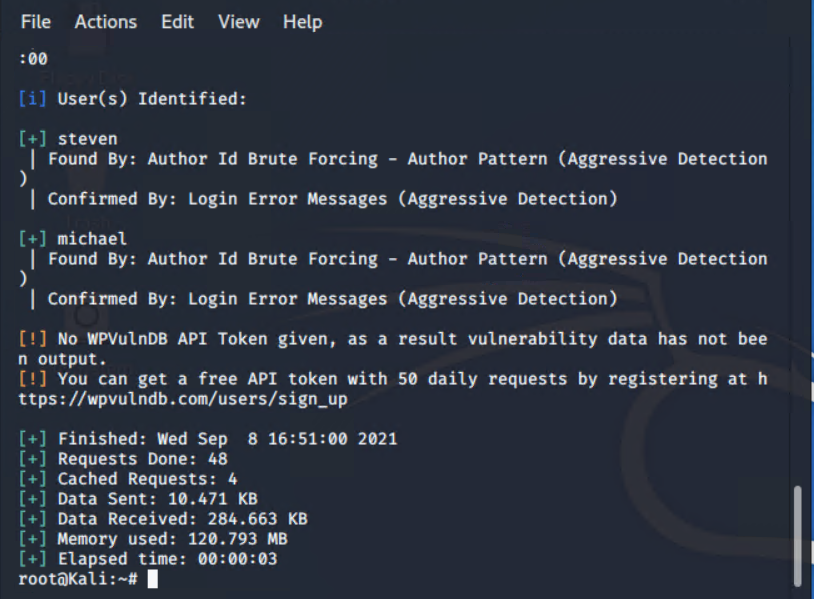 File Actions Edit View Help
:00
[i] User(s) Identified:
[+] steven
| Found By: Author Id Brute Forcing - Author Pattern (Aggressive Detection
)
| Confirmed By: Login Error Messages (Aggressive Detection)
[+] michael
| Found By: Author Id Brute Forcing - Author Pattern (Aggressive Detection
)
| Confirmed By: Login Error Messages (Aggressive Detection)
[!] No WPVulnDB API Token given, as a result vulnerability data has not bee
n output.
[!] You can get a free API token with 50 daily requests by registering at h
ttps://wpvulndb.com/users/sign_up
[+] Finished: Wed Sep  8 16:51:00 2021
[+] Requests Done: 48
[+] Cached Requests: 4
[+] Data Sent: 10.471 KB
[+] Data Received: 284.663 KB
[+] Memory used: 120.793 MB
[+] Elapsed time: 00:00:03
root@Kali:~#